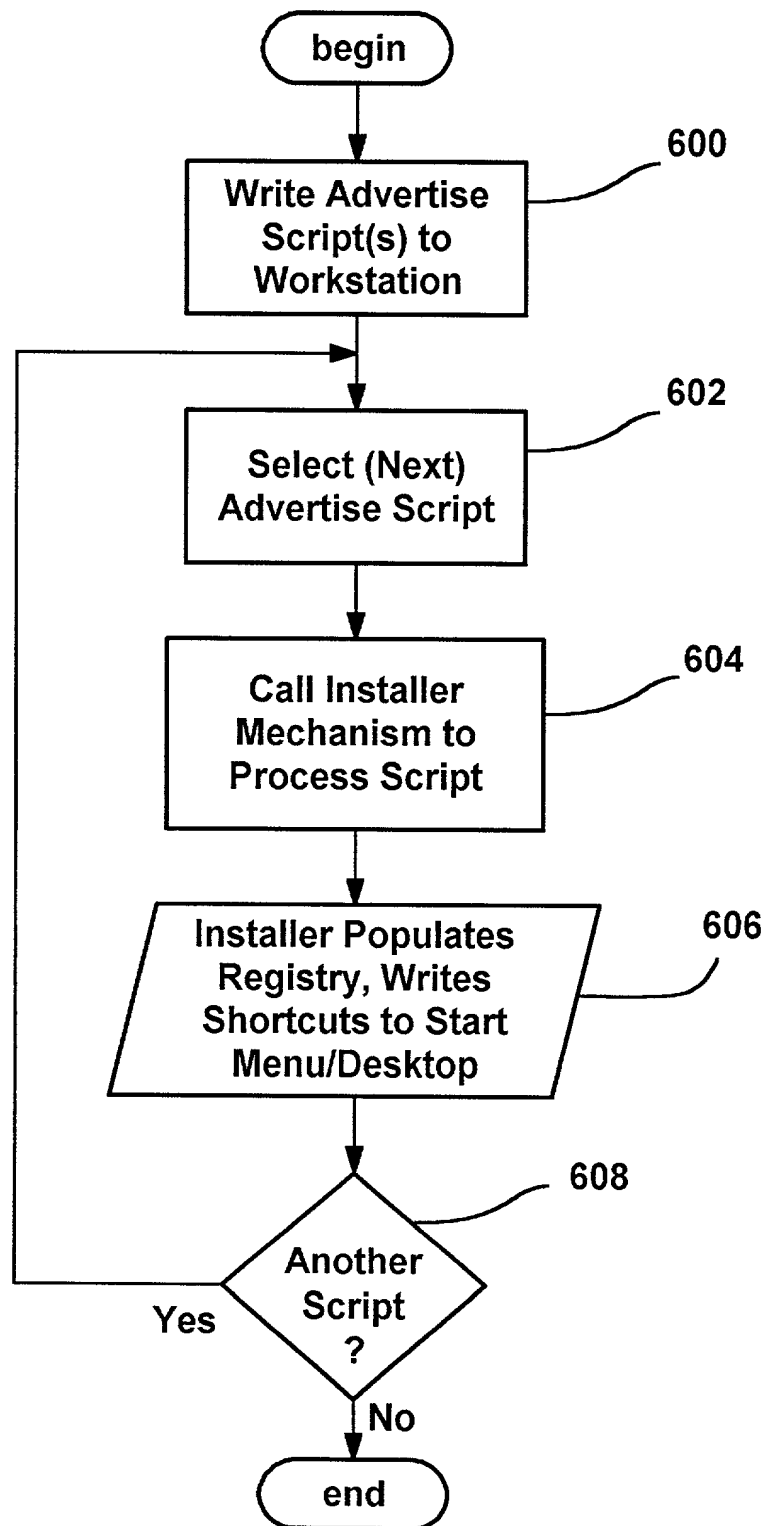 begin
600
Write Advertise
Script(s) to
Workstation
602
Select (Next)
Advertise Script
604
Call Installer
Mechanism to
Process Script
606
Installer Populates
Registry, Writes
Shortcuts to Start
Menu/Desktop
608
Another
Script
?
Yes
No
end